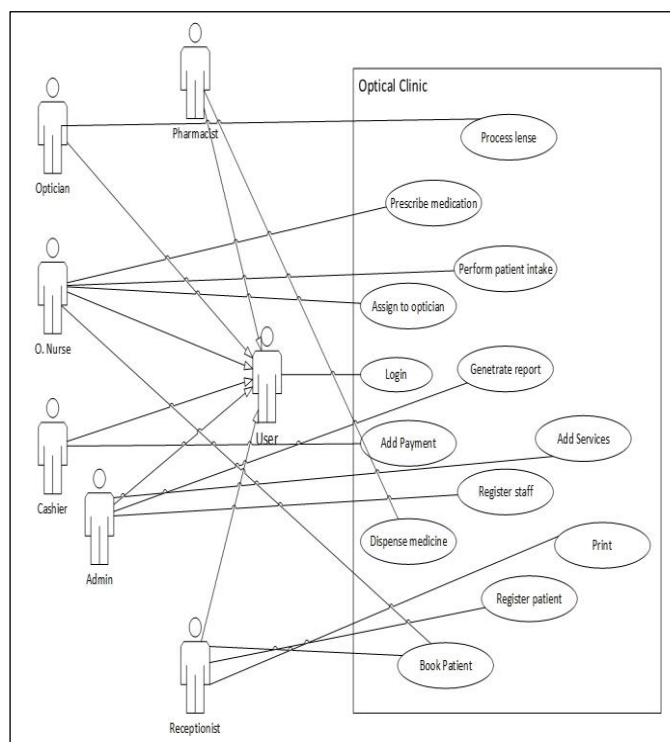 Optical Clinic
Pharmacist
Process lense
Optician
Prescribe medication
Perform patient intake
Assign to optician
O. Nurse
Login
Genetrate report
User
Add Payment
Add Services
Cashier
Register staff
Admin
Dispense medicine
Print
Register patient
Book Patient
Receptionist